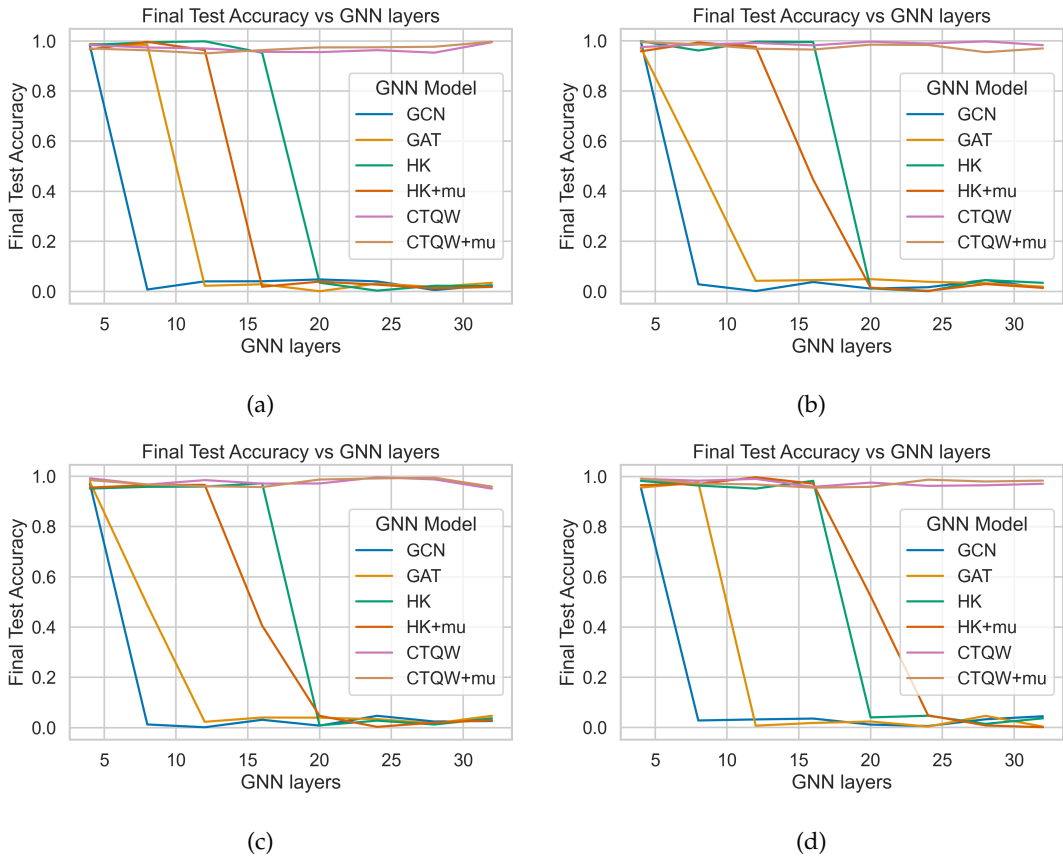 Final Test Accuracy vs GNN layers
Final Test Accuracy
1.0
0.8
0.6
0.4
0.2
0.0
GNN Model
GCN
GAT
HK
HK+mu
CTQW
CTQW+mu
5 10 15 20 25 30
GNN layers
(a)
Final Test Accuracy vs GNN layers
Final Test Accuracy
1.0
0.8
0.6
0.4
0.2
0.0
GNN Model
GCN
GAT
HK
HK+mu
CTQW
CTQW+mu
5 10 15 20 25 30
GNN layers
(b)
Final Test Accuracy vs GNN layers
Final Test Accuracy
1.0
0.8
0.6
0.4
0.2
0.0
GNN Model
GCN
GAT
HK
HK+mu
CTQW
CTQW+mu
5 10 15 20 25 30
GNN layers
(c)
Final Test Accuracy vs GNN layers
Final Test Accuracy
1.0
0.8
0.6
0.4
0.2
0.0
GNN Model
GCN
GAT
HK
HK+mu
CTQW
CTQW+mu
5 10 15 20 25 30
GNN layers
(d)